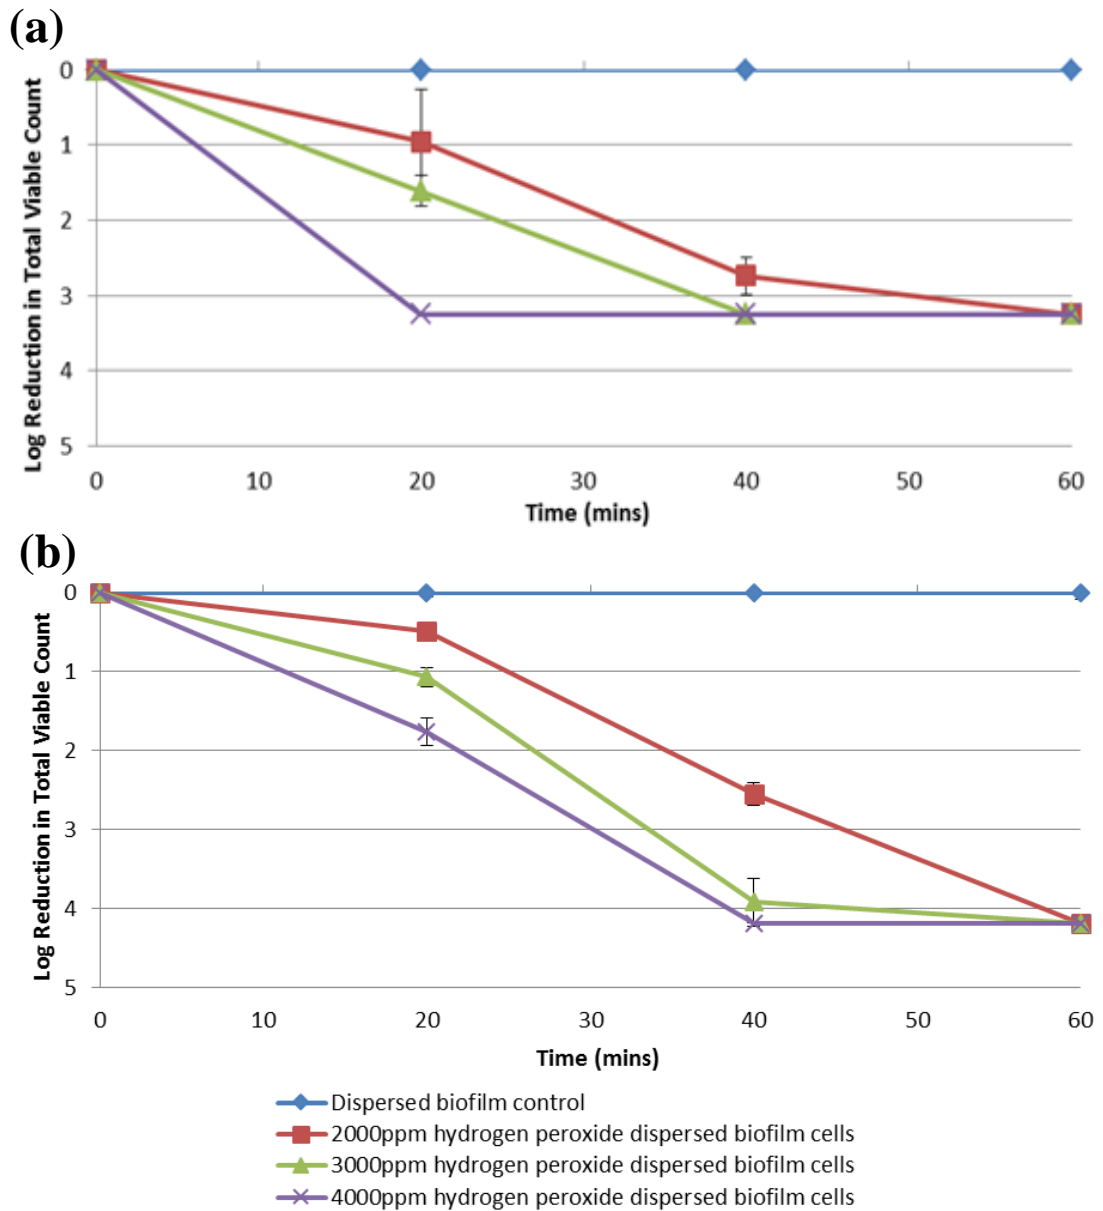 (a)
Log Reduction in Total Viable Count
0
1
2
3
4
5
0 10 20 30 40 50 60
Time (mins)
(b)
Log Reduction in Total Viable Count
0
1
2
3
4
5
0 10 20 30 40 50 60
Time (mins)
Dispersed biofilm control
2000ppm hydrogen peroxide dispersed biofilm cells
3000ppm hydrogen peroxide dispersed biofilm cells
4000ppm hydrogen peroxide dispersed biofilm cells